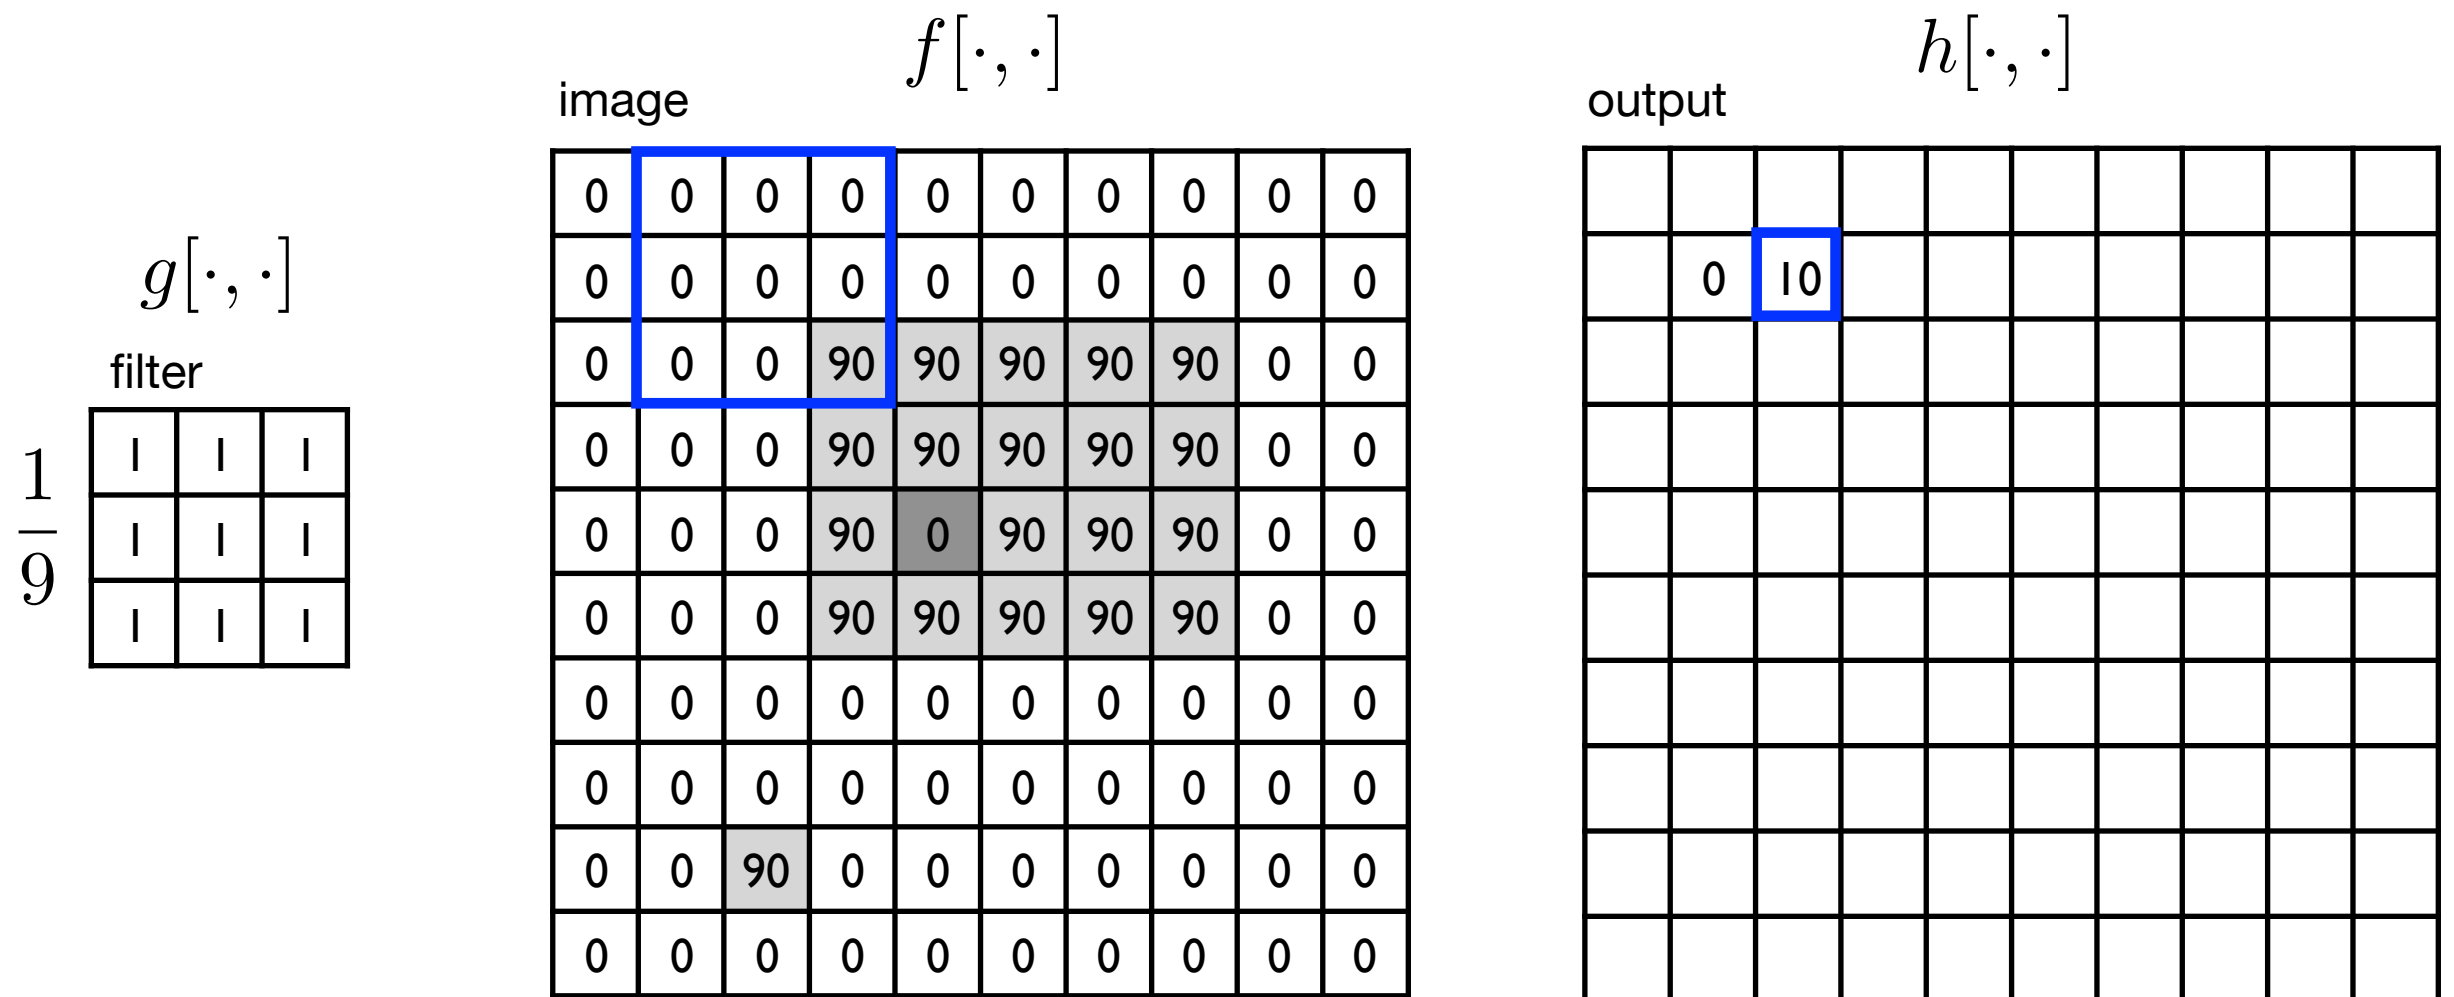 f[·,·]
h[·,·]
image
output
g[·,·]
filter
1/9
1 1 1
1 1 1
1 1 1
0 0 0 0 0 0 0 0 0 0
0 0 0 0 0 0 0 0 0 0
0 0 0 90 90 90 90 90 0 0
0 0 0 90 90 90 90 90 0 0
0 0 0 90 0 90 90 90 0 0
0 0 0 90 90 90 90 90 0 0
0 0 0 0 0 0 0 0 0 0
0 0 0 0 0 0 0 0 0 0
0 0 90 0 0 0 0 0 0 0
0 0 0 0 0 0 0 0 0 0
0 10